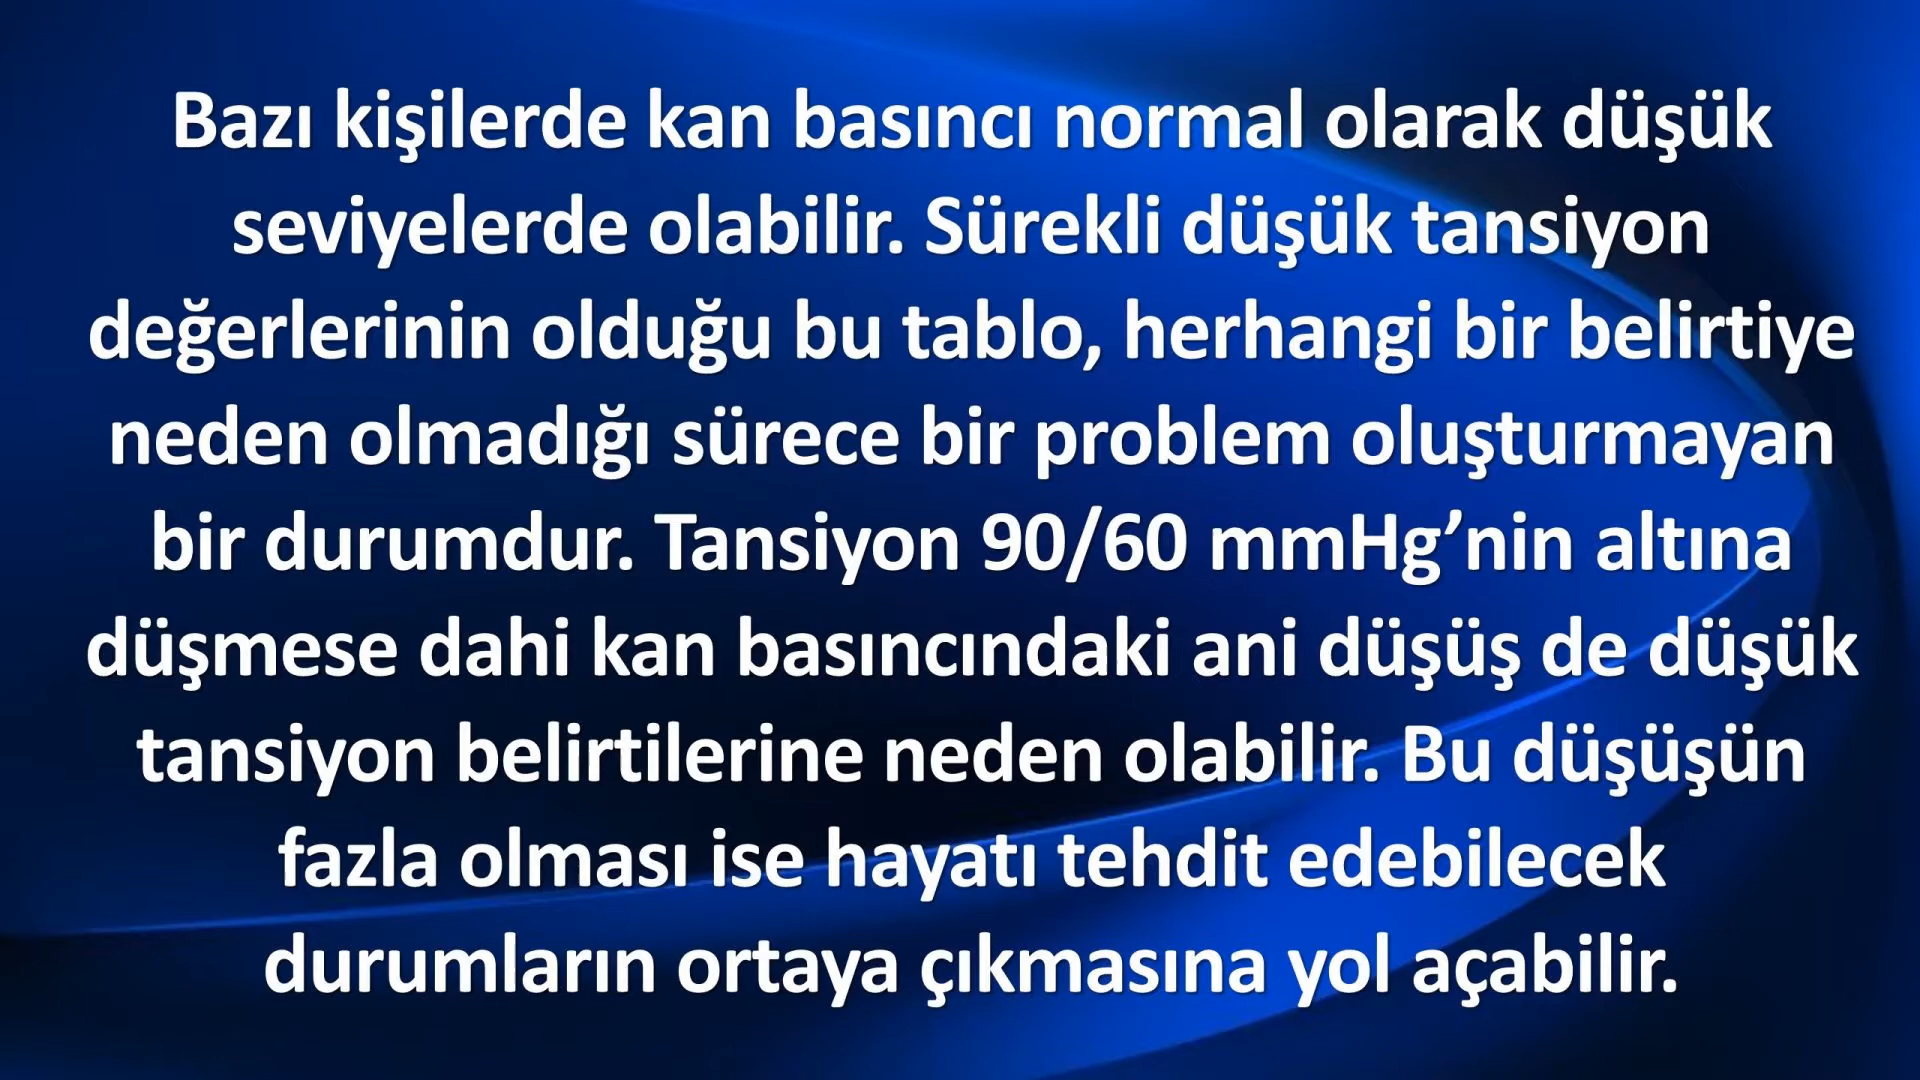 Bazı kişilerde kan basıncı normal olarak düşük
seviyelerde olabilir. Sürekli düşük tansiyon
değerlerinin olduğu bu tablo, herhangi bir belirtiye
neden olmadığı sürece bir problem oluşturmayan
bir durumdur. Tansiyon 90/60 mmHg’nin altına
düşmese dahi kan basıncındaki ani düşüş de düşük
tansiyon belirtilerine neden olabilir. Bu düşüşün
fazla olması ise hayatı tehdit edebilecek
durumların ortaya çıkmasına yol açabilir.